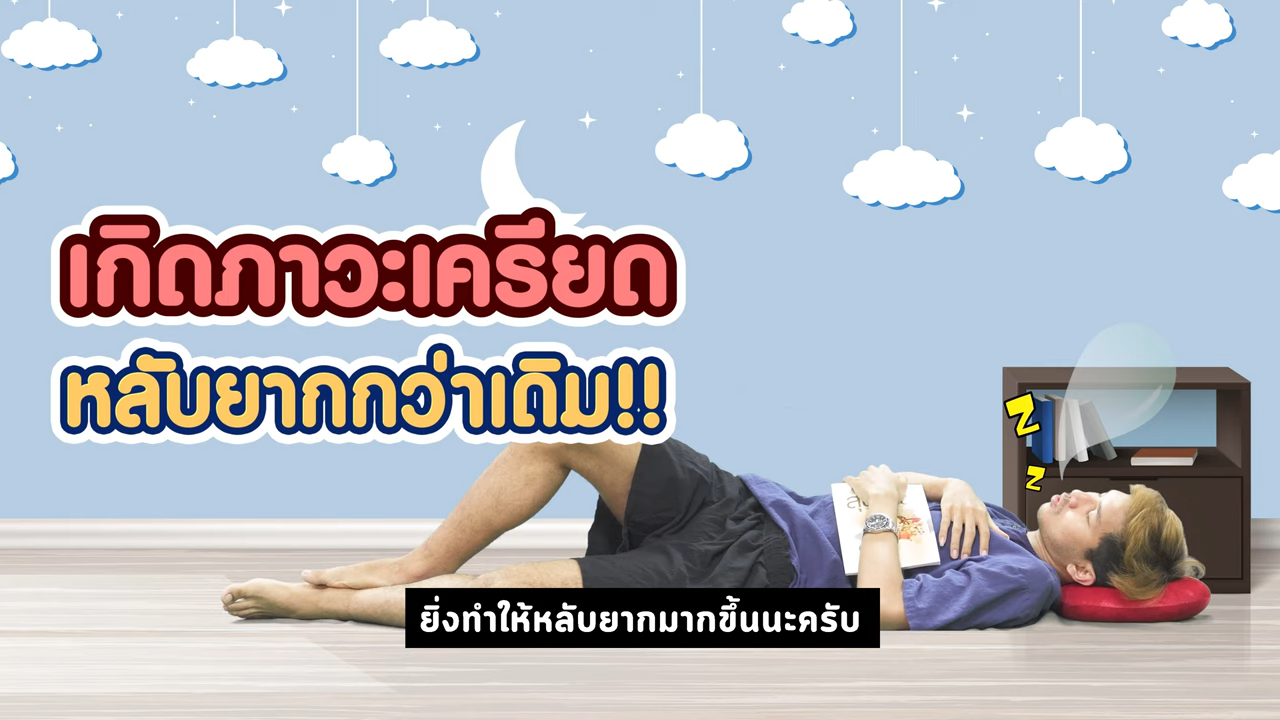 เกิดภาวะเครียด
หลับยากกว่าเดิม!!
Z
Z
ยิ่งทำให้หลับยากมากขึ้นนะครับ